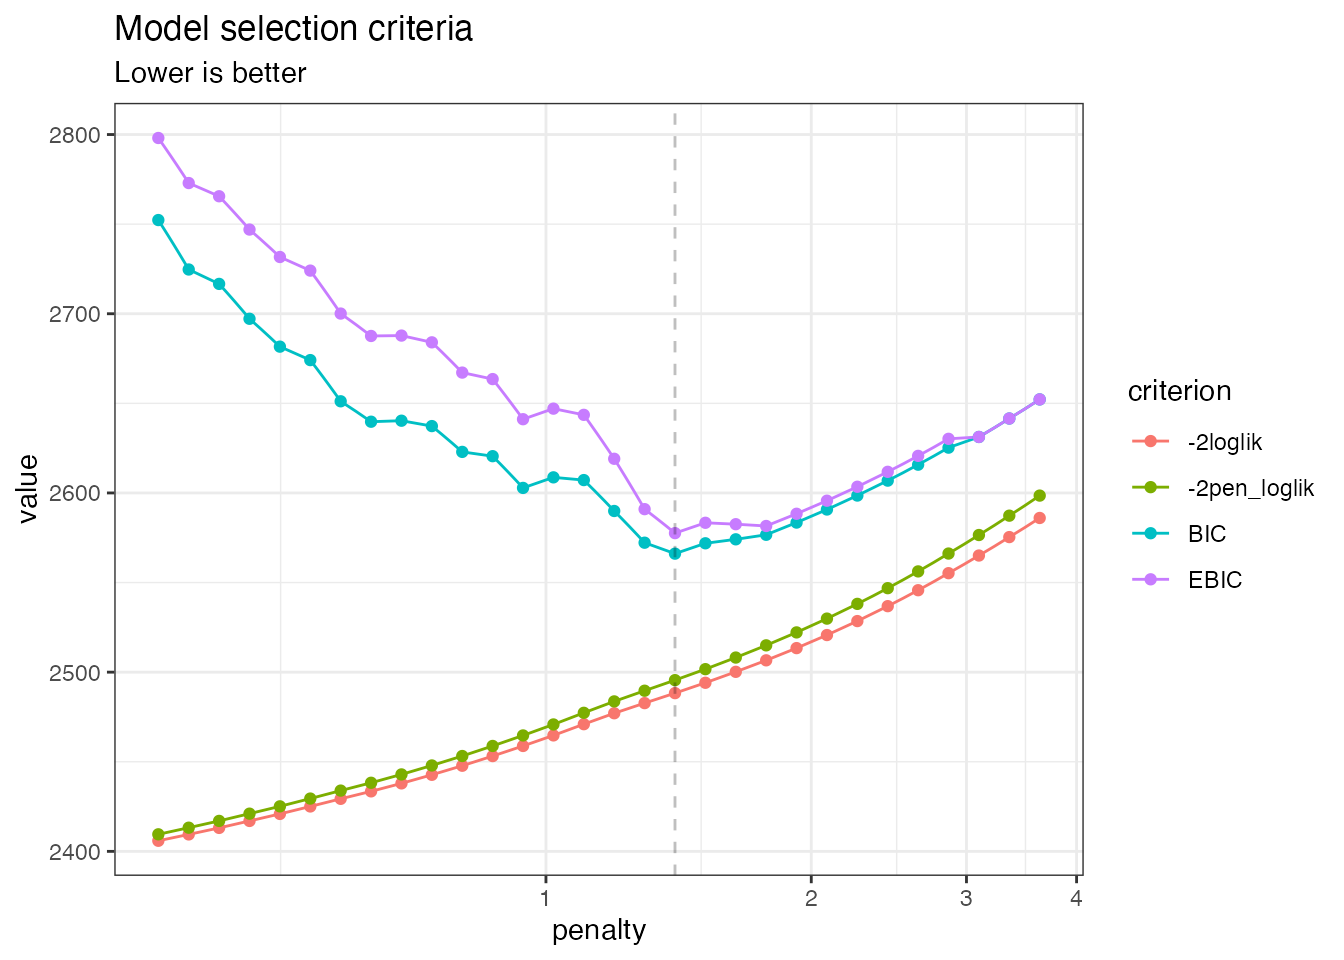 Model selection criteria
Lower is better
2800
2700
2600
2500
2400
value
1
2
3
4
penalty
criterion
-2loglik
-2pen_loglik
BIC
EBIC